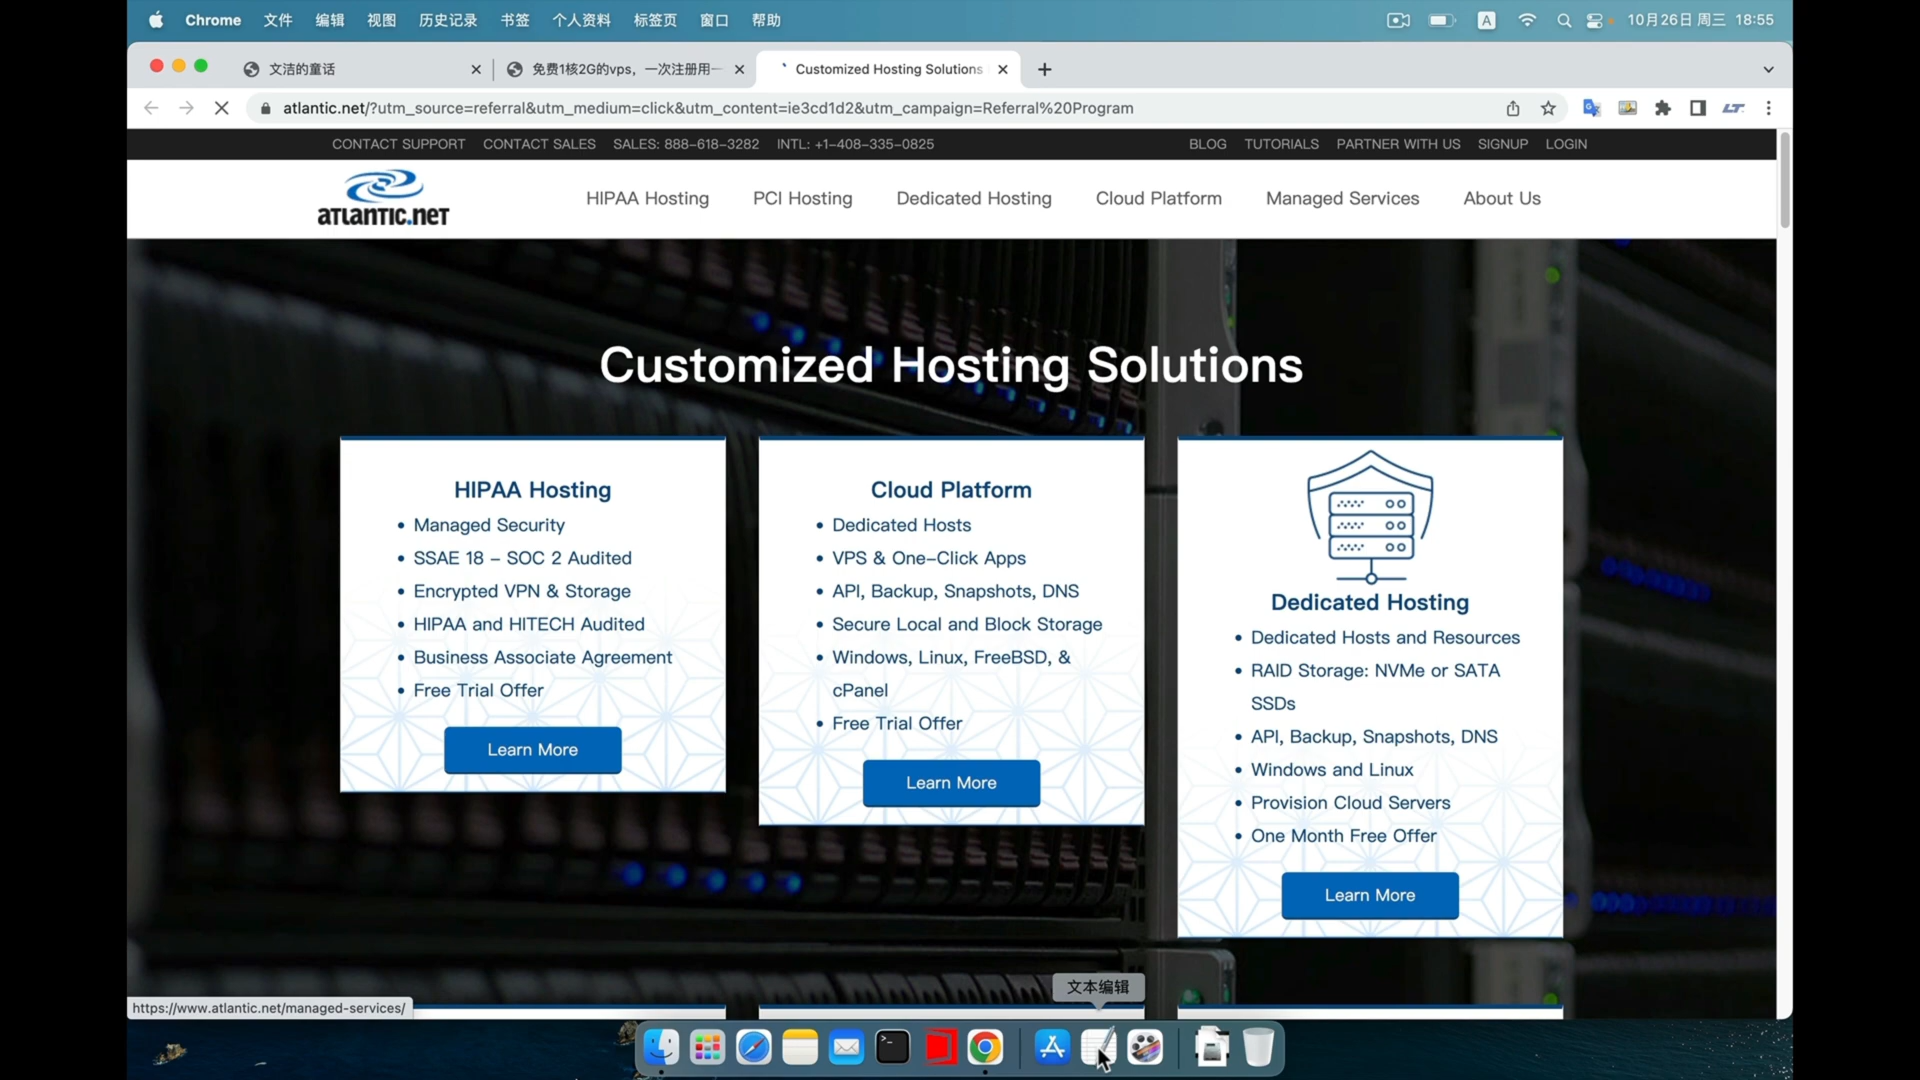 Chrome 文件 编辑 视图 历史记录 书签 个人资料 标签页 窗口 帮助 A 10月26日 周三 18:55
文洁的童话 免费1核2G的vps，一次注册用一 Customized Hosting Solutions
atlantic.net/?utm_source=referral&utm_medium=click&utm_content=ie3cd1d2&utm_campaign=Referral%20Program LT
CONTACT SUPPORT CONTACT SALES SALES: 888-618-3282 INTL: +1-408-335-0825 BLOG TUTORIALS PARTNER WITH US SIGNUP LOGIN
ATLANTIC.NET HIPAA Hosting PCI Hosting Dedicated Hosting Cloud Platform Managed Services About Us
Customized Hosting Solutions
HIPAA Hosting
• Managed Security
• SSAE 18 – SOC 2 Audited
• Encrypted VPN & Storage
• HIPAA and HITECH Audited
• Business Associate Agreement
• Free Trial Offer
Learn More
Cloud Platform
• Dedicated Hosts
• VPS & One-Click Apps
• API, Backup, Snapshots, DNS
• Secure Local and Block Storage
• Windows, Linux, FreeBSD, &
cPanel
• Free Trial Offer
Learn More
Dedicated Hosting
• Dedicated Hosts and Resources
• RAID Storage: NVMe or SATA
SSDs
• API, Backup, Snapshots, DNS
• Windows and Linux
• Provision Cloud Servers
• One Month Free Offer
Learn More
文本编辑
https://www.atlantic.net/managed-services/